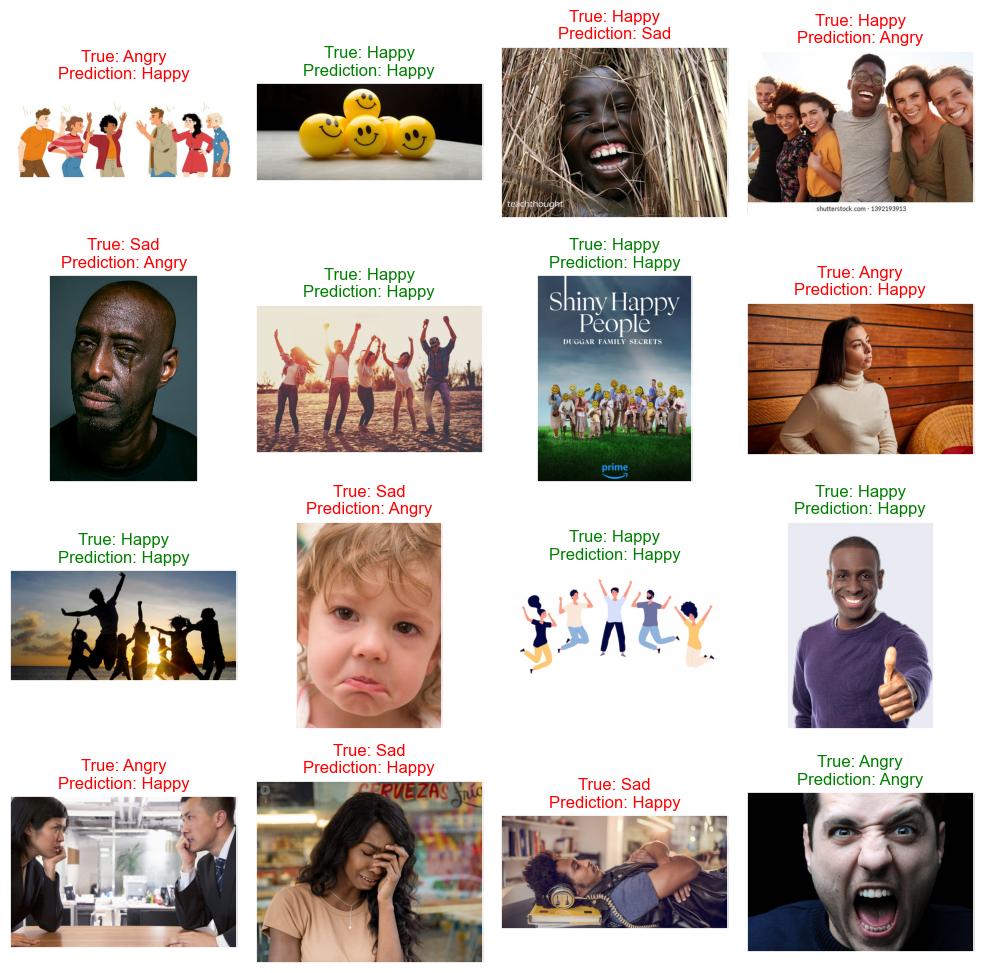 True: Angry
Prediction: Happy
True: Happy
Prediction: Happy
True: Happy
Prediction: Sad
True: Happy
Prediction: Angry
teachthought
shutterstock.com · 1392193913
True: Sad
Prediction: Angry
True: Happy
Prediction: Happy
True: Happy
Prediction: Happy
True: Angry
Prediction: Happy
Shiny Happy
People
DUGGAR FAMILY SECRETS
prime
True: Happy
Prediction: Happy
True: Sad
Prediction: Angry
True: Happy
Prediction: Happy
True: Happy
Prediction: Happy
True: Angry
Prediction: Happy
True: Sad
Prediction: Happy
True: Sad
Prediction: Happy
True: Angry
Prediction: Angry
CERVEZAS